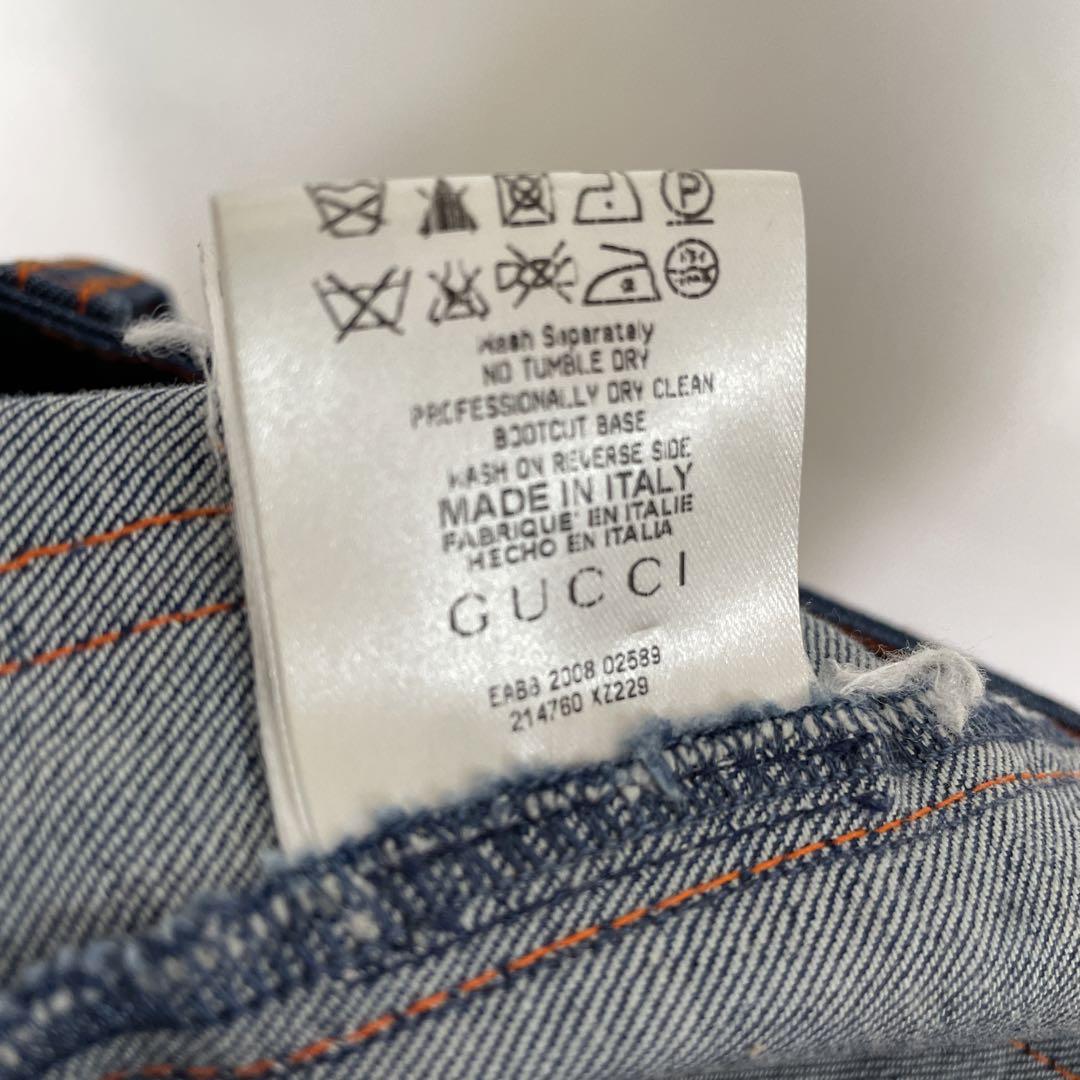 P
Wash Separately
NO TUMBLE DRY
PROFESSIONALLY DRY CLEAN
BOOTCUT BASE
WASH ON REVERSE SIDE
MADE IN ITALY
FABRIQUE' EN ITALIE
HECHO EN ITALIA
GUCCI
EABB 2008 02589
214760 XZ229